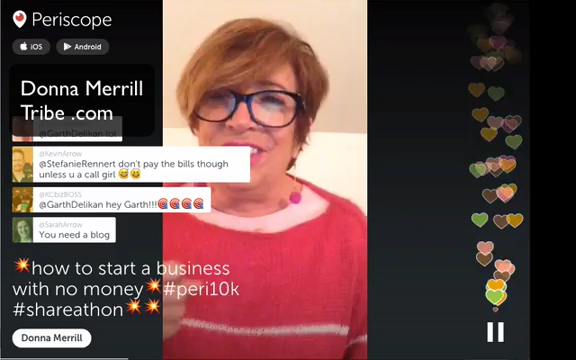 Periscope
iOS
Android
Donna Merrill
Tribe .com
@GarthDelikan lol
@KevinArrow
@StefanieRennert don't pay the bills though
unless u a call girl 😅😸
@KCbizBOSS
@GarthDelikan hey Garth!!!🎯🎯🎯🎯
@SarahArrow
You need a blog
💥how to start a business
with no money💥#peri10k
#shareathon💥💥
Donna Merrill